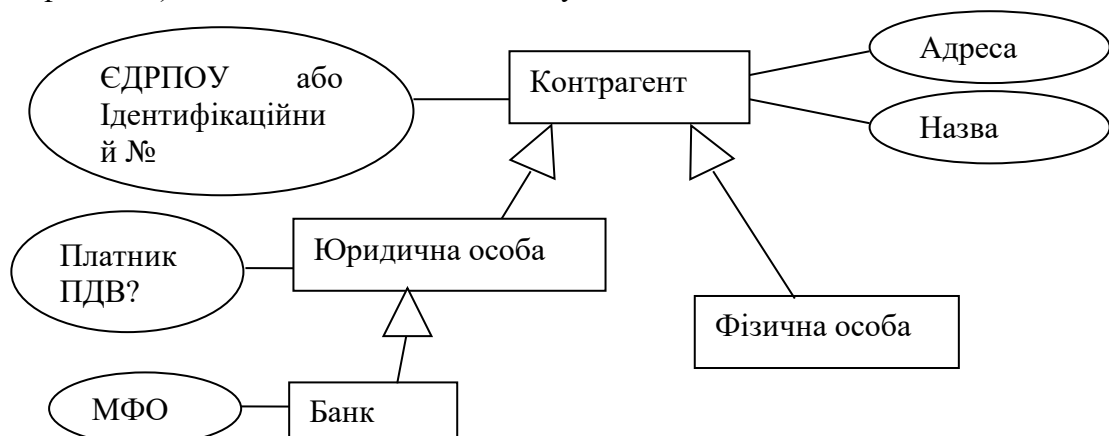 ЄДРПОУ або
Ідентифікаційни
й №
Контрагент
Адреса
Назва
Платник
ПДВ?
Юридична особа
Фізична особа
МФО
Банк